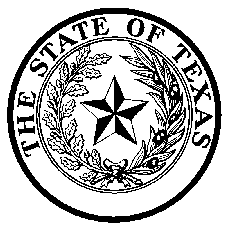 THE STATE OF TEXAS